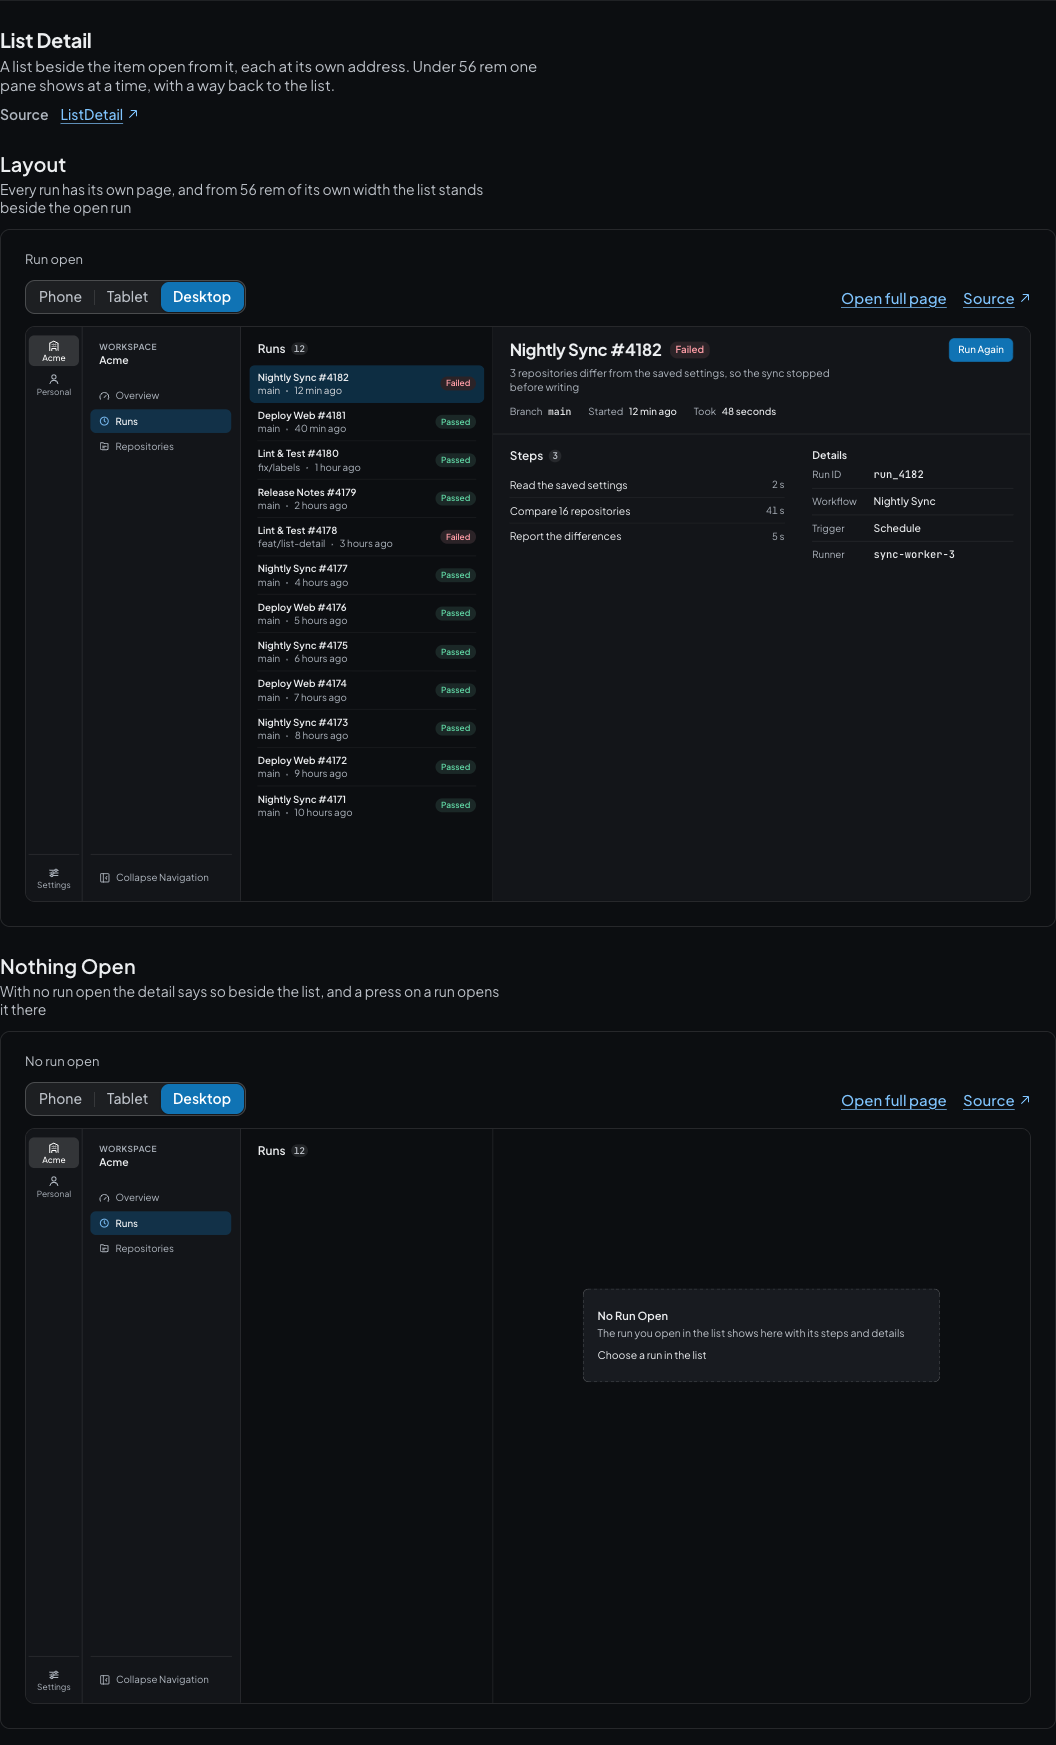 List Detail
A list beside the item open from it, each at its own address. Under 56 rem one
pane shows at a time, with a way back to the list.
Source ListDetail ↗
Layout
Every run has its own page, and from 56 rem of its own width the list stands
beside the open run
Run open
Phone Tablet Desktop
Open full page Source ↗
Acme
Personal
Settings
WORKSPACE
Acme
Overview
Runs
Repositories
Collapse Navigation
Runs 12
Nightly Sync #4182
main · 12 min ago
Failed
Deploy Web #4181
main · 40 min ago
Passed
Lint & Test #4180
fix/labels · 1 hour ago
Passed
Release Notes #4179
main · 2 hours ago
Passed
Lint & Test #4178
feat/list-detail · 3 hours ago
Failed
Nightly Sync #4177
main · 4 hours ago
Passed
Deploy Web #4176
main · 5 hours ago
Passed
Nightly Sync #4175
main · 6 hours ago
Passed
Deploy Web #4174
main · 7 hours ago
Passed
Nightly Sync #4173
main · 8 hours ago
Passed
Deploy Web #4172
main · 9 hours ago
Passed
Nightly Sync #4171
main · 10 hours ago
Passed
Nightly Sync #4182 Failed
Run Again
3 repositories differ from the saved settings, so the sync stopped
before writing
Branch main Started 12 min ago Took 48 seconds
Steps 3
Read the saved settings 2 s
Compare 16 repositories 41 s
Report the differences 5 s
Details
Run ID run_4182
Workflow Nightly Sync
Trigger Schedule
Runner sync-worker-3
Nothing Open
With no run open the detail says so beside the list, and a press on a run opens
it there
No run open
Phone Tablet Desktop
Open full page Source ↗
Acme
Personal
Settings
WORKSPACE
Acme
Overview
Runs
Repositories
Collapse Navigation
Runs 12
No Run Open
The run you open in the list shows here with its steps and details
Choose a run in the list